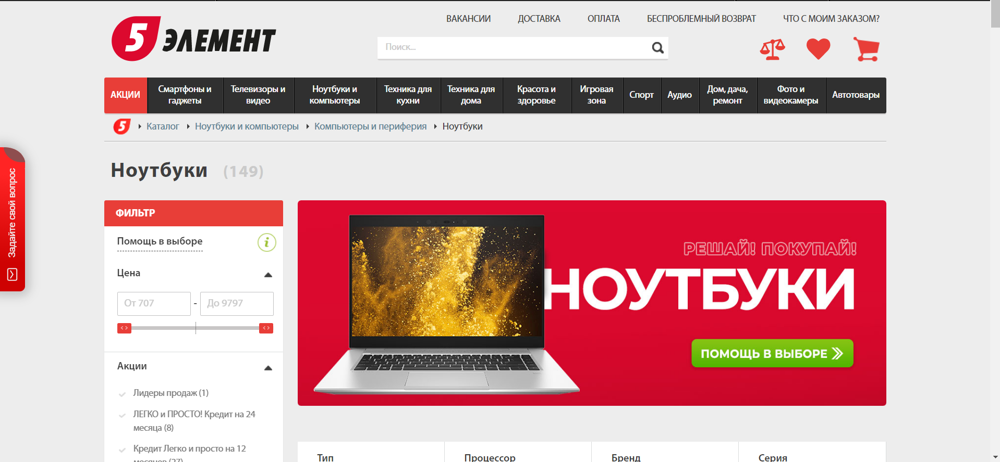 ВАКАНСИИ ДОСТАВКА ОПЛАТА БЕСПРОБЛЕМНЫЙ ВОЗВРАТ ЧТО С МОИМ ЗАКАЗОМ?
5 ЭЛЕМЕНТ
Поиск...
АКЦИИ
Смартфоны и
гаджеты
Телевизоры и
видео
Ноутбуки и
компьютеры
Техника для
кухни
Техника для
дома
Красота и
здоровье
Игровая
зона
Спорт
Аудио
Дом, дача,
ремонт
Фото и
видеокамеры
Автотовары
5 Каталог Ноутбуки и компьютеры Компьютеры и периферия Ноутбуки
Задайте свой вопрос
Ноутбуки (149)
ФИЛЬТР
Помощь в выборе i
Цена
От 707 - До 9797
Акции
Лидеры продаж (1)
ЛЕГКО и ПРОСТО! Кредит на 24
месяца (8)
Кредит Легко и просто на 12
месяцев (27)
РЕШАЙ! ПОКУПАЙ!
НОУТБУКИ
ПОМОЩЬ В ВЫБОРЕ
Тип Процессор Бренд Серия